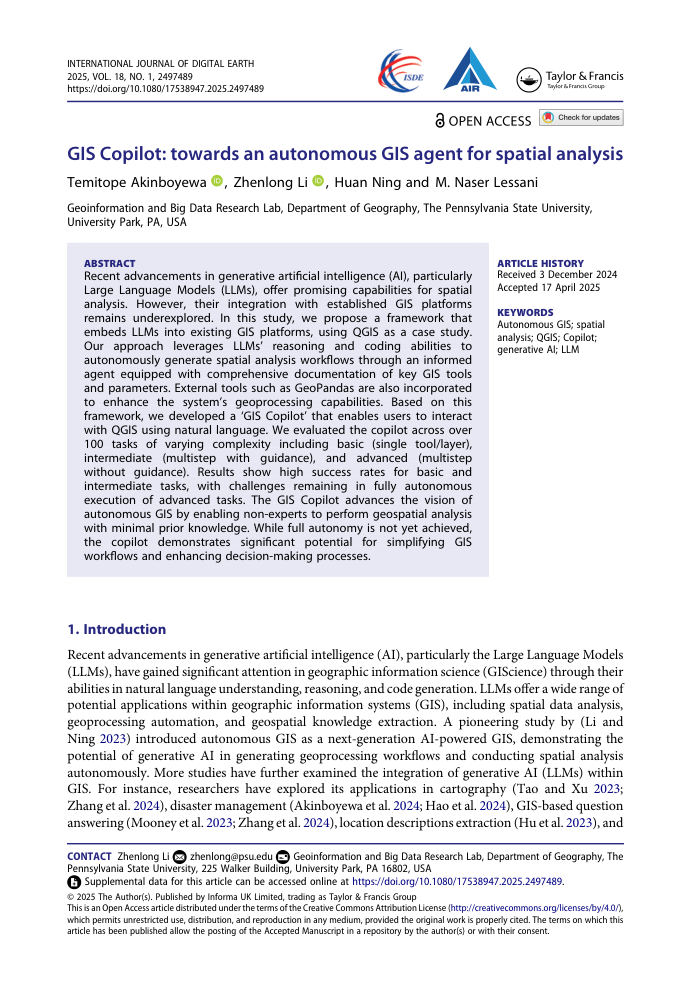 INTERNATIONAL JOURNAL OF DIGITAL EARTH
2025, VOL. 18, NO. 1, 2497489
https://doi.org/10.1080/17538947.2025.2497489
ISDE
AIR
Taylor & Francis
Taylor & Francis Group
OPEN ACCESS
Check for updates
GIS Copilot: towards an autonomous GIS agent for spatial analysis
Temitope Akinboyewa iD, Zhenlong Li iD, Huan Ning and M. Naser Lessani
Geoinformation and Big Data Research Lab, Department of Geography, The Pennsylvania State University,
University Park, PA, USA
ABSTRACT
Recent advancements in generative artificial intelligence (AI), particularly
Large Language Models (LLMs), offer promising capabilities for spatial
analysis. However, their integration with established GIS platforms
remains underexplored. In this study, we propose a framework that
embeds LLMs into existing GIS platforms, using QGIS as a case study.
Our approach leverages LLMs' reasoning and coding abilities to
autonomously generate spatial analysis workflows through an informed
agent equipped with comprehensive documentation of key GIS tools
and parameters. External tools such as GeoPandas are also incorporated
to enhance the system's geoprocessing capabilities. Based on this
framework, we developed a 'GIS Copilot' that enables users to interact
with QGIS using natural language. We evaluated the copilot across over
100 tasks of varying complexity including basic (single tool/layer),
intermediate (multistep with guidance), and advanced (multistep
without guidance). Results show high success rates for basic and
intermediate tasks, with challenges remaining in fully autonomous
execution of advanced tasks. The GIS Copilot advances the vision of
autonomous GIS by enabling non-experts to perform geospatial analysis
with minimal prior knowledge. While full autonomy is not yet achieved,
the copilot demonstrates significant potential for simplifying GIS
workflows and enhancing decision-making processes.
ARTICLE HISTORY
Received 3 December 2024
Accepted 17 April 2025
KEYWORDS
Autonomous GIS; spatial
analysis; QGIS; Copilot;
generative AI; LLM
1. Introduction
Recent advancements in generative artificial intelligence (AI), particularly the Large Language Models
(LLMs), have gained significant attention in geographic information science (GIScience) through their
abilities in natural language understanding, reasoning, and code generation. LLMs offer a wide range of
potential applications within geographic information systems (GIS), including spatial data analysis,
geoprocessing automation, and geospatial knowledge extraction. A pioneering study by (Li and
Ning 2023) introduced autonomous GIS as a next-generation AI-powered GIS, demonstrating the
potential of generative AI in generating geoprocessing workflows and conducting spatial analysis
autonomously. More studies have further examined the integration of generative AI (LLMs) within
GIS. For instance, researchers have explored its applications in cartography (Tao and Xu 2023;
Zhang et al. 2024), disaster management (Akinboyewa et al. 2024; Hao et al. 2024), GIS-based question
answering (Mooney et al. 2023; Zhang et al. 2024), location descriptions extraction (Hu et al. 2023), and
CONTACT Zhenlong Li zhenlong@psu.edu Geoinformation and Big Data Research Lab, Department of Geography, The
Pennsylvania State University, 225 Walker Building, University Park, PA 16802, USA
Supplemental data for this article can be accessed online at https://doi.org/10.1080/17538947.2025.2497489.
© 2025 The Author(s). Published by Informa UK Limited, trading as Taylor & Francis Group
This is an Open Access article distributed under the terms of the Creative Commons Attribution License (http://creativecommons.org/licenses/by/4.0/),
which permits unrestricted use, distribution, and reproduction in any medium, provided the original work is properly cited. The terms on which this
article has been published allow the posting of the Accepted Manuscript in a repository by the author(s) or with their consent.